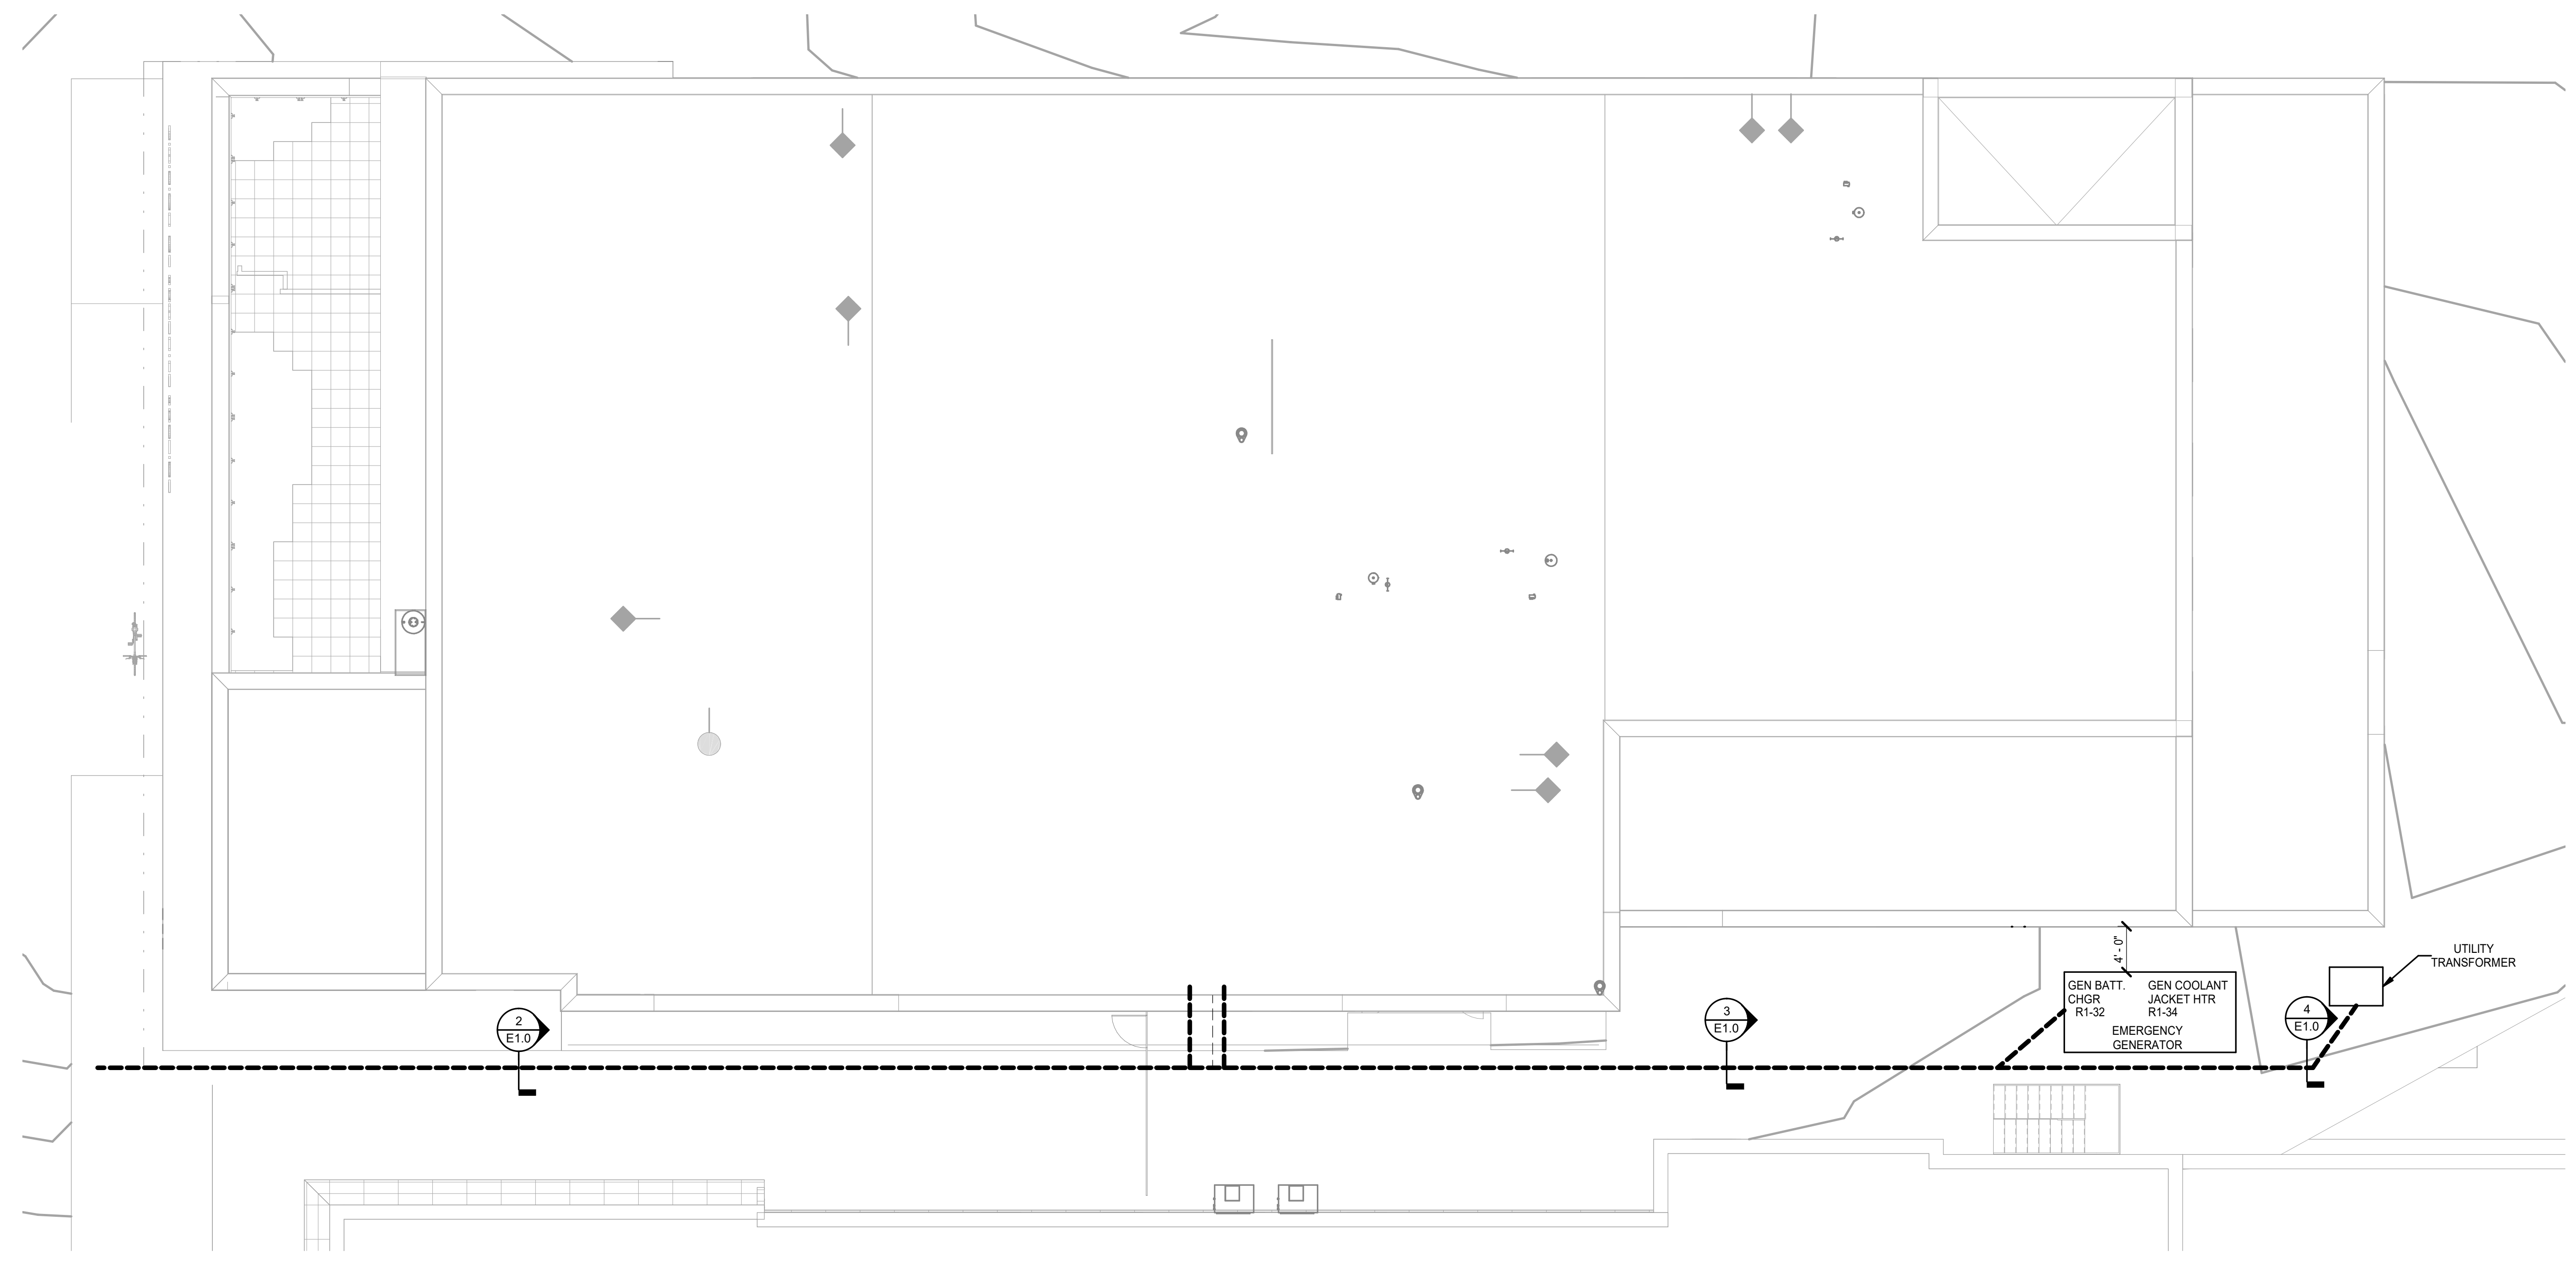 UTILITY
TRANSFORMER
4' - 0"
GEN BATT.
CHGR
R1-32
GEN COOLANT
JACKET HTR
R1-34
EMERGENCY
GENERATOR
2
E1.0
3
E1.0
4
E1.0